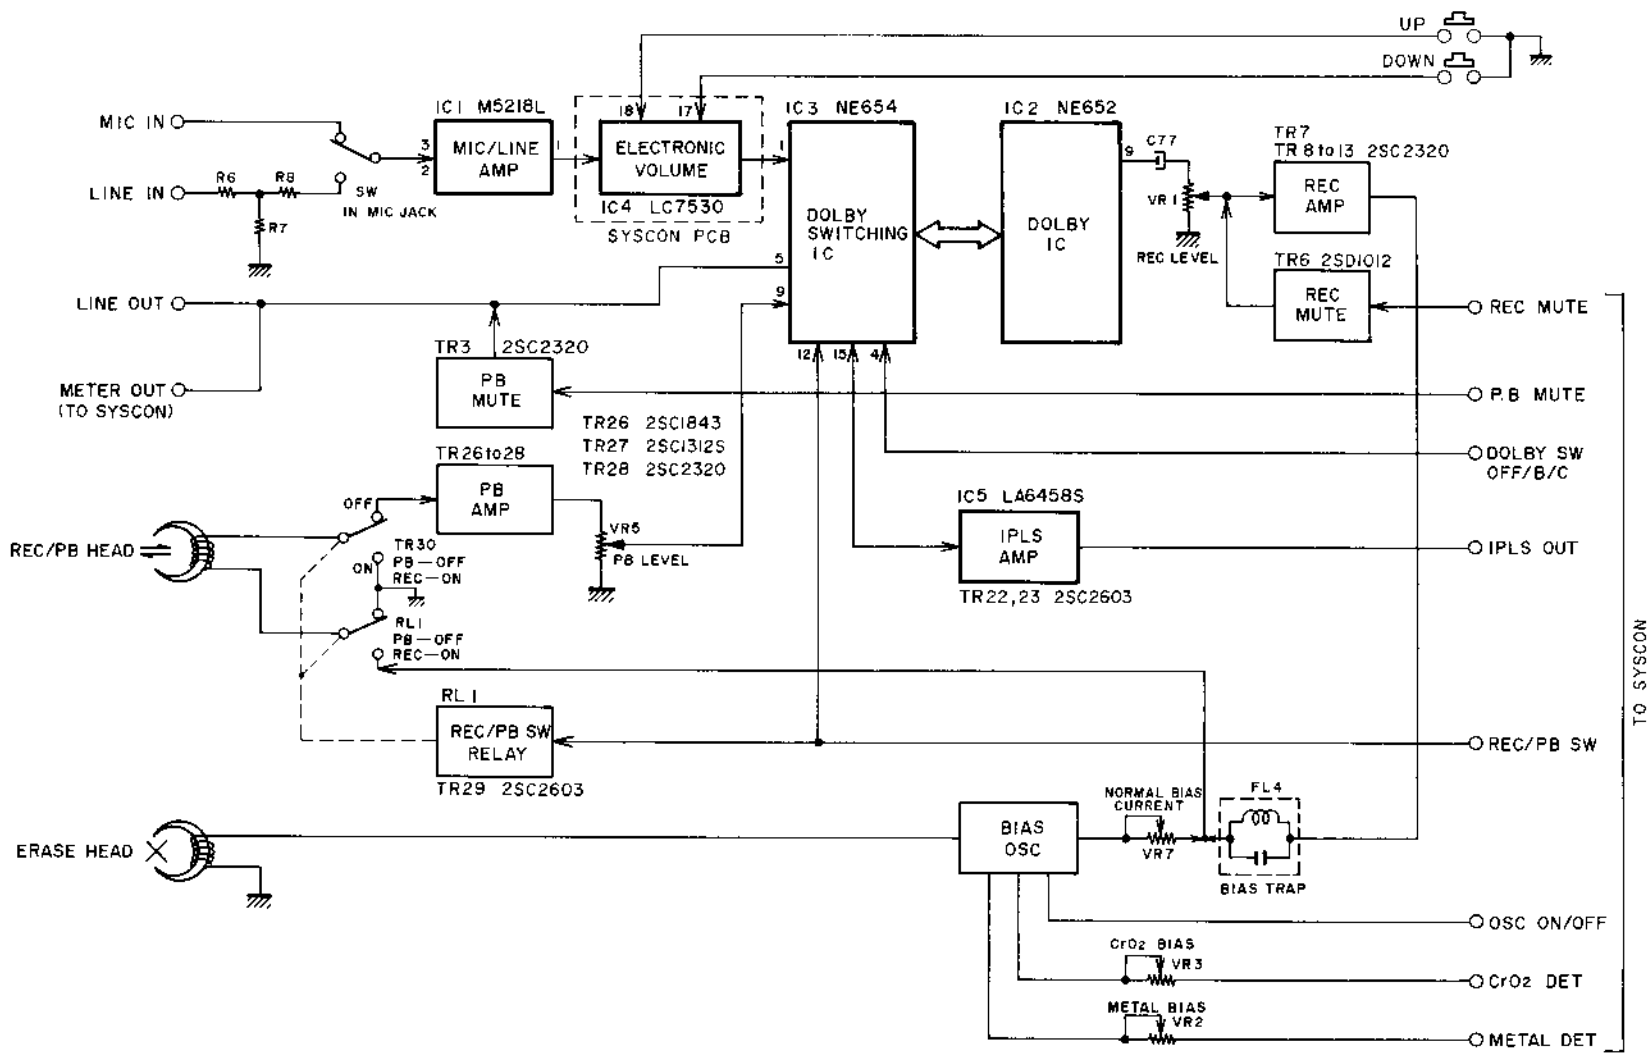 UP
DOWN
IC1 M5218L
18
17
IC3 NE654
IC2 NE652
MIC IN
3
2
MIC/LINE
AMP
1
ELECTRONIC
VOLUME
1
9
C77
TR7
TR8to13 2SC2320
REC
AMP
LINE IN
R6
R8
R7
SW
IN MIC JACK
IC4 LC7530
SYSCON PCB
DOLBY
SWITCHING
IC
DOLBY
IC
VR1
REC LEVEL
TR6 2SD1012
REC
MUTE
REC MUTE
5
9
LINE OUT
TR3 2SC2320
PB
MUTE
12
15
4
METER OUT
(TO SYSCON)
P.B MUTE
TR26 2SC1843
TR27 2SC1312S
TR28 2SC2320
TR26to28
PB
AMP
DOLBY SW
OFF/B/C
OFF
IC5 LA6458S
IPLS
AMP
IPLS OUT
TR22,23 2SC2603
VR5
PB LEVEL
REC/PB HEAD
TR30
PB-OFF
REC-ON
ON
RL1
PB-OFF
REC-ON
TO SYSCON
RL1
REC/PB SW
RELAY
TR29 2SC2603
REC/PB SW
NORMAL BIAS
CURRENT
VR7
FL4
BIAS TRAP
BIAS
OSC
ERASE HEAD
OSC ON/OFF
CrO2 BIAS
VR3
CrO2 DET
METAL BIAS
VR2
METAL DET